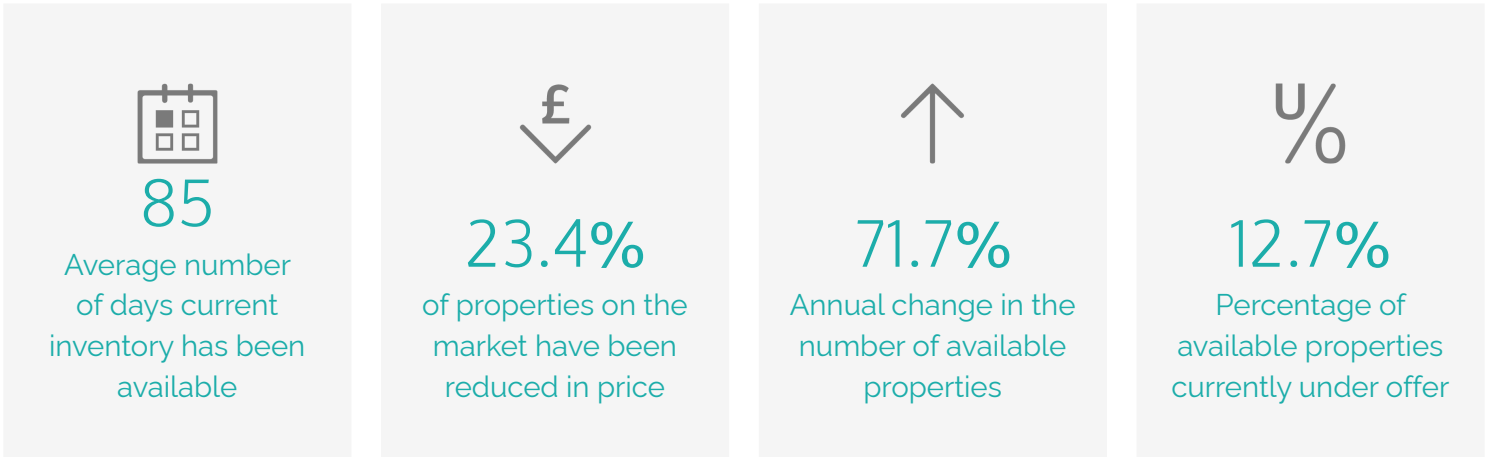 85
Average number
of days current
inventory has been
available
£
23.4%
of properties on the
market have been
reduced in price
71.7%
Annual change in the
number of available
properties
U/O
12.7%
Percentage of
available properties
currently under offer